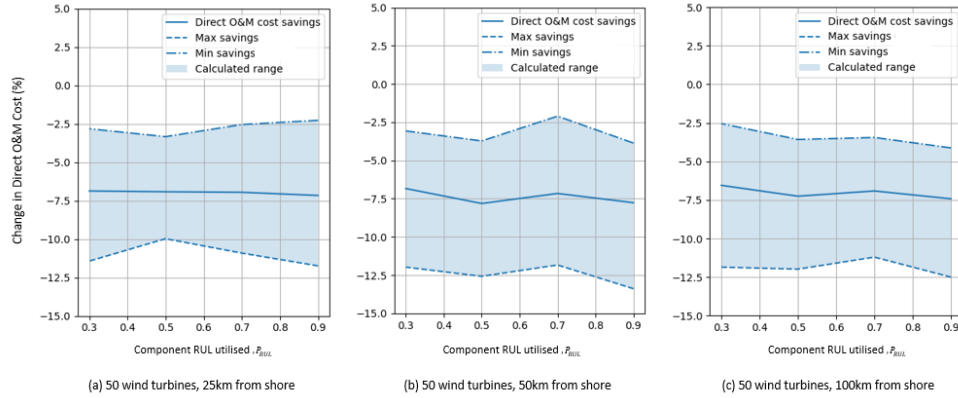 Change in Direct O&M Cost (%)
5.0
2.5
0.0
−2.5
−5.0
−7.5
−10.0
−12.5
−15.0
Direct O&M cost savings
Max savings
Min savings
Calculated range
0.3 0.4 0.5 0.6 0.7 0.8 0.9
Component RUL utilised , P_RUL
(a) 50 wind turbines, 25km from shore
5.0
2.5
0.0
−2.5
−5.0
−7.5
−10.0
−12.5
−15.0
Direct O&M cost savings
Max savings
Min savings
Calculated range
0.3 0.4 0.5 0.6 0.7 0.8 0.9
Component RUL utilised , P_RUL
(b) 50 wind turbines, 50km from shore
5.0
2.5
0.0
−2.5
−5.0
−7.5
−10.0
−12.5
−15.0
Direct O&M cost savings
Max savings
Min savings
Calculated range
0.3 0.4 0.5 0.6 0.7 0.8 0.9
Component RUL utilised , P_RUL
(c) 50 wind turbines, 100km from shore